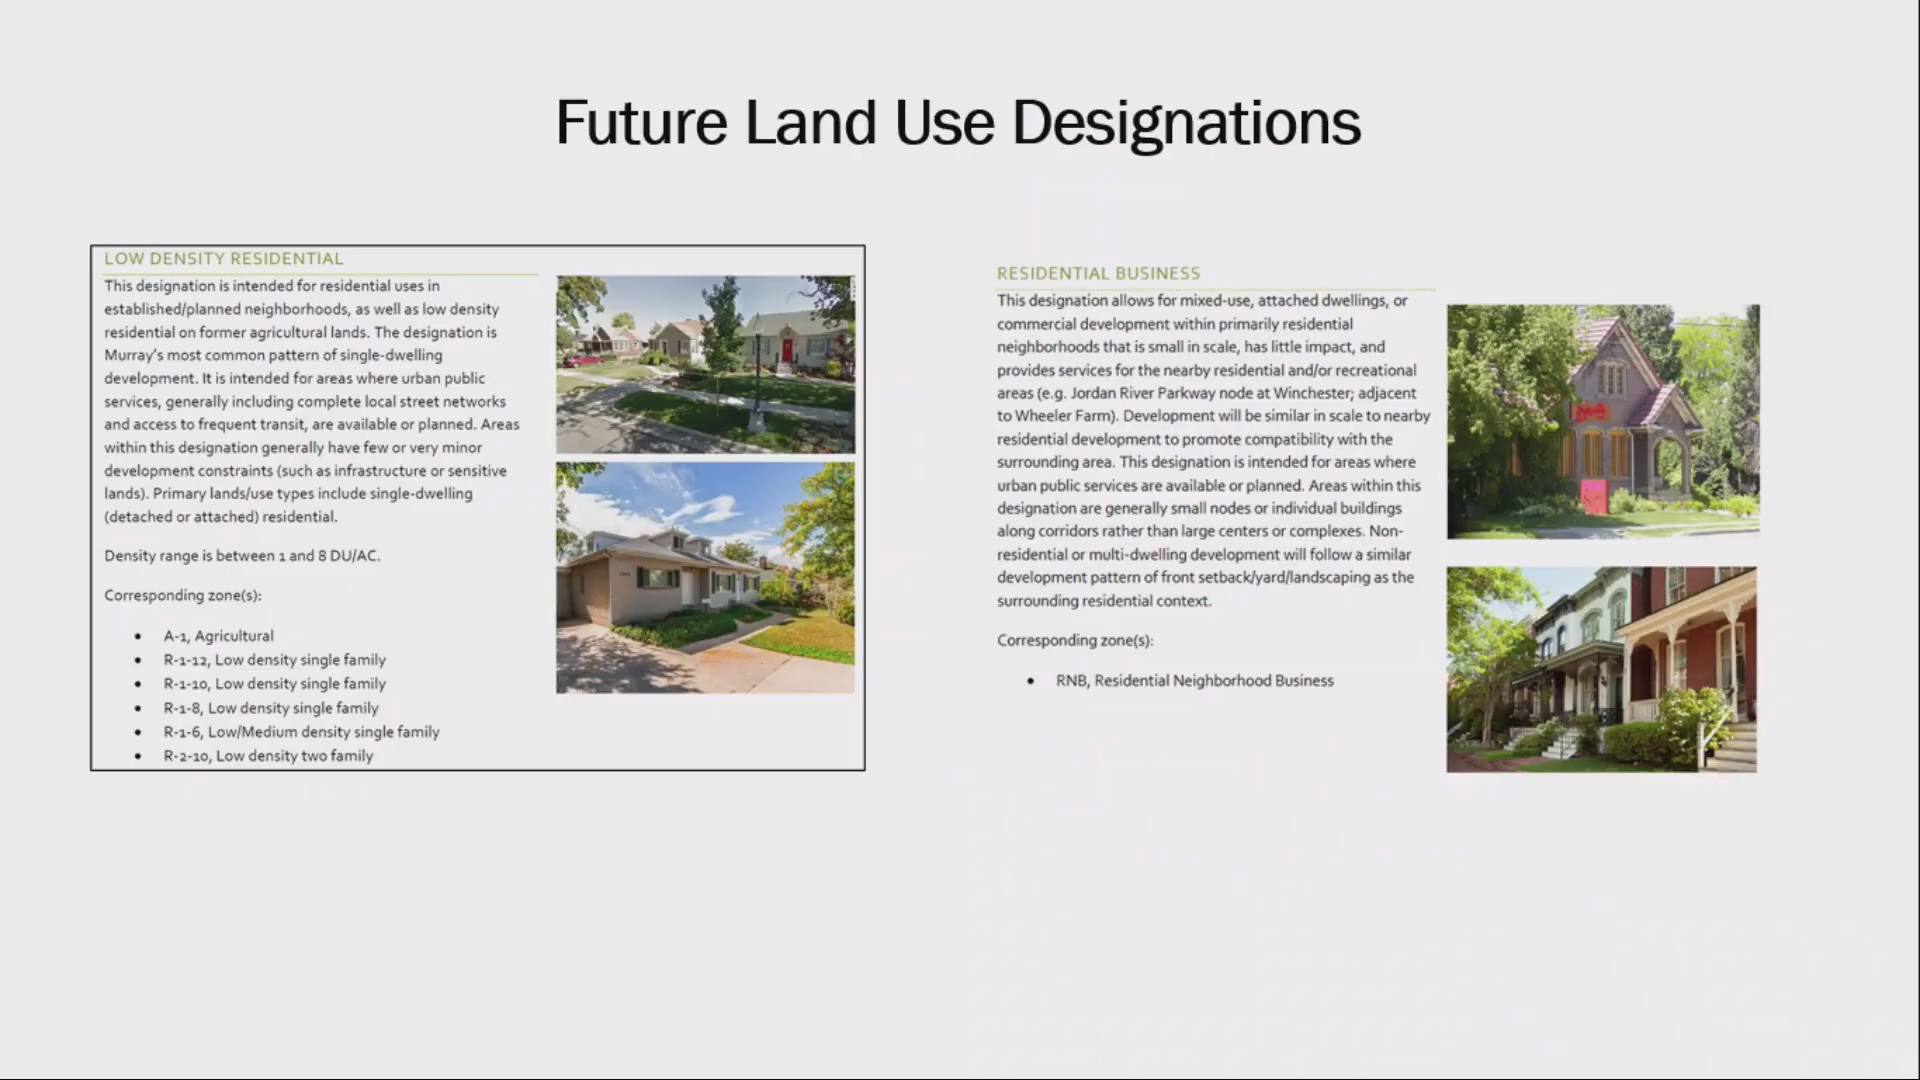 Future Land Use Designations
LOW DENSITY RESIDENTIAL
This designation is intended for residential uses in
established/planned neighborhoods, as well as low density
residential on former agricultural lands. The designation is
Murray's most common pattern of single-dwelling
development. It is intended for areas where urban public
services, generally including complete local street networks
and access to frequent transit, are available or planned. Areas
within this designation generally have few or very minor
development constraints (such as infrastructure or sensitive
lands). Primary lands/use types include single-dwelling
(detached or attached) residential.
Density range is between 1 and 8 DU/AC.
Corresponding zone(s):
• A-1, Agricultural
• R-1-12, Low density single family
• R-1-10, Low density single family
• R-1-8, Low density single family
• R-1-6, Low/Medium density single family
• R-2-10, Low density two family
RESIDENTIAL BUSINESS
This designation allows for mixed-use, attached dwellings, or
commercial development within primarily residential
neighborhoods that is small in scale, has little impact, and
provides services for the nearby residential and/or recreational
areas (e.g. Jordan River Parkway node at Winchester; adjacent
to Wheeler Farm). Development will be similar in scale to nearby
residential development to promote compatibility with the
surrounding area. This designation is intended for areas where
urban public services are available or planned. Areas within this
designation are generally small nodes or individual buildings
along corridors rather than large centers or complexes. Non-
residential or multi-dwelling development will follow a similar
development pattern of front setback/yard/landscaping as the
surrounding residential context.
Corresponding zone(s):
• RNB, Residential Neighborhood Business